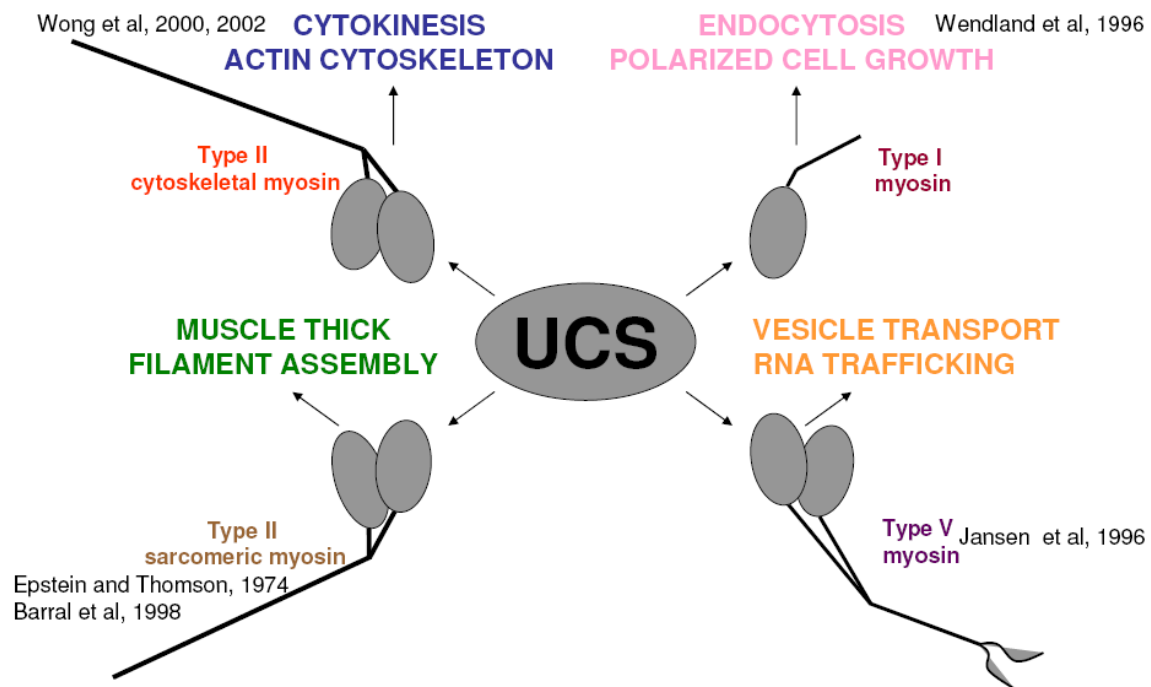 Wong et al, 2000, 2002
CYTOKINESIS
ACTIN CYTOSKELETON
ENDOCYTOSIS
POLARIZED CELL GROWTH
Wendland et al, 1996
Type II
cytoskeletal myosin
Type I
myosin
MUSCLE THICK
FILAMENT ASSEMBLY
UCS
VESICLE TRANSPORT
RNA TRAFFICKING
Type II
sarcomeric myosin
Epstein and Thomson, 1974
Barral et al, 1998
Type V
myosin
Jansen et al, 1996